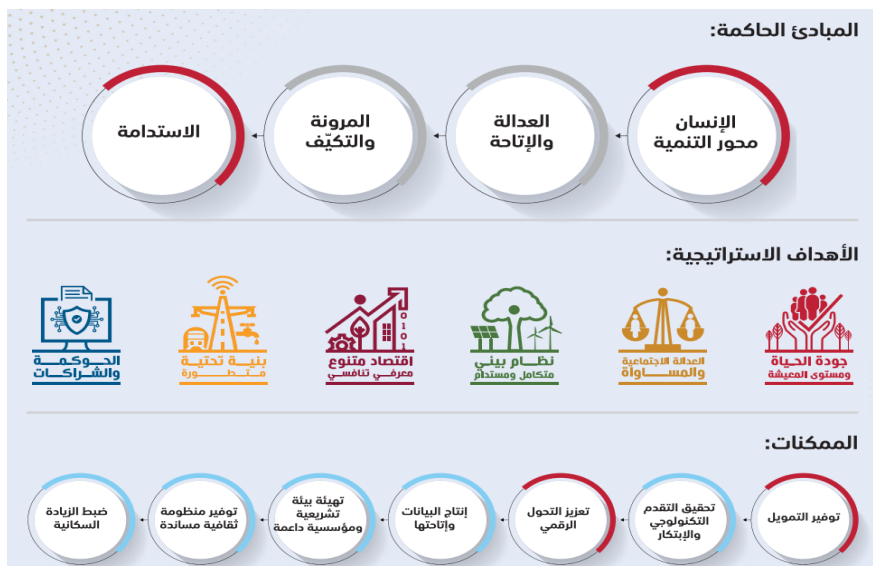 المبادئ الحاكمة:
الإنسان
محور التنمية
العدالة
والإتاحة
المرونة
والتكيّف
الاستدامة
الأهداف الاستراتيجية:
جودة الحياة
ومستوى المعيشة
العدالة الاجتماعية
والمساواة
نظام بيئي
متكامل ومستدام
اقتصاد متنوع
معرفي تنافسي
بنية تحتية
متطورة
الحوكمة
والشراكات
الممكنات:
توفير التمويل
تحقيق التقدم
التكنولوجي
والإبتكار
تعزيز التحول
الرقمي
إنتاج البيانات
وإتاحتها
تهيئة بيئة
تشريعية
ومؤسسية داعمة
توفير منظومة
ثقافية مساندة
ضبط الزيادة
السكانية